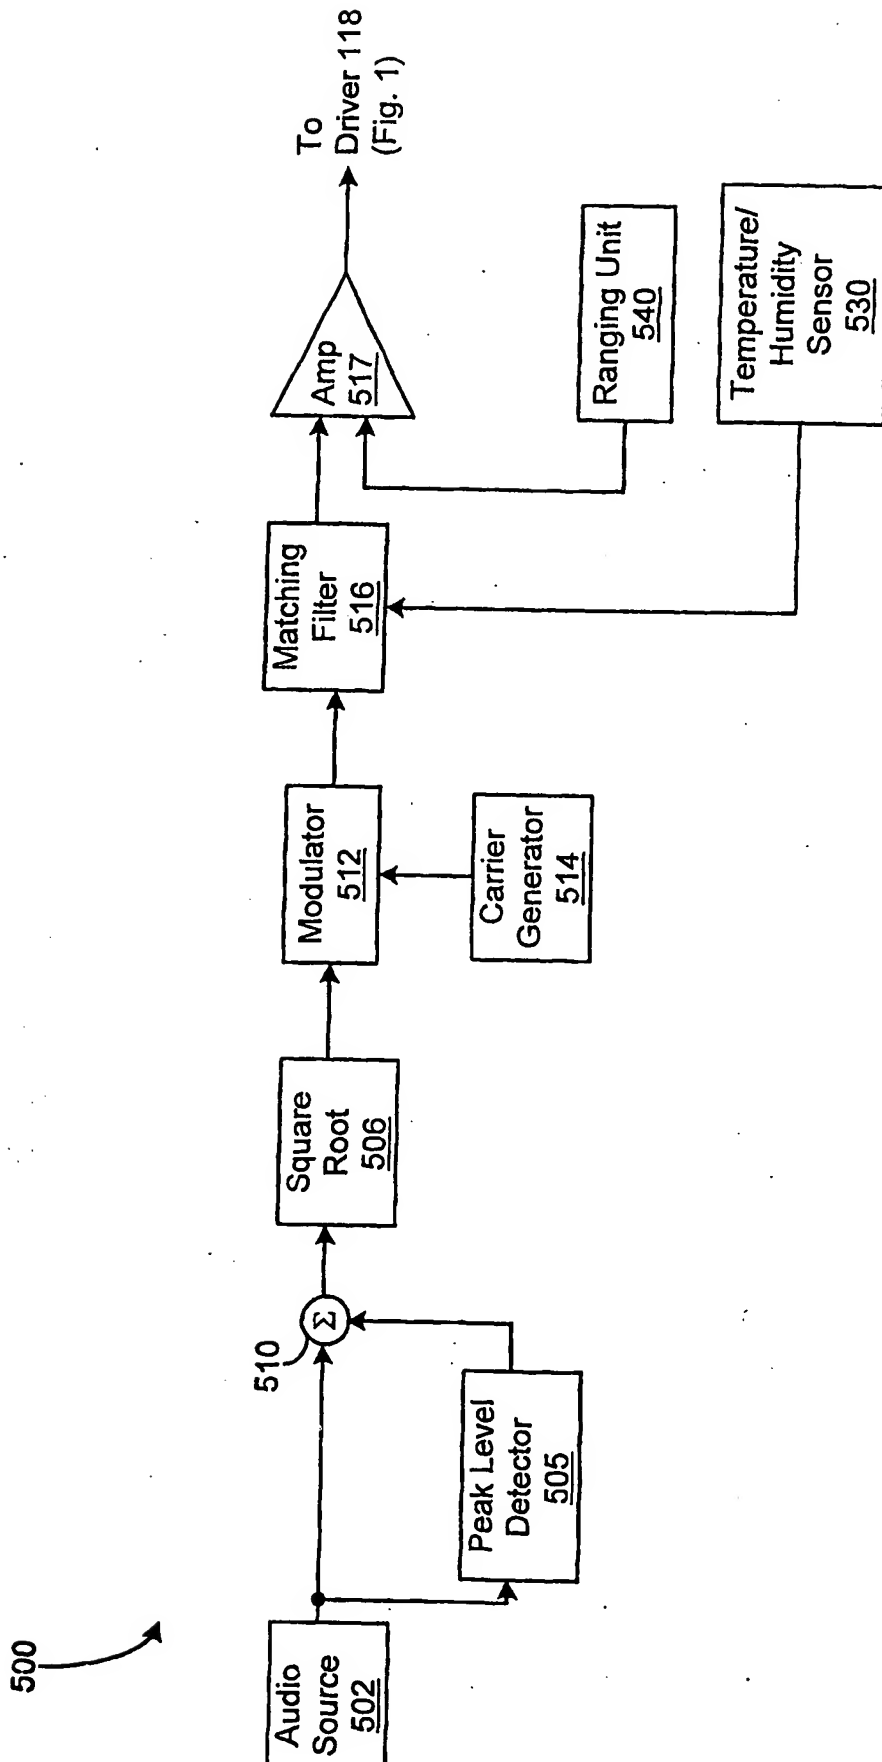 500
Audio
Source
502
Peak Level
Detector
505
510
Σ
Square
Root
506
Modulator
512
Carrier
Generator
514
Matching
Filter
516
Amp
517
To
Driver 118
(Fig. 1)
Ranging Unit
540
Temperature/
Humidity
Sensor
530